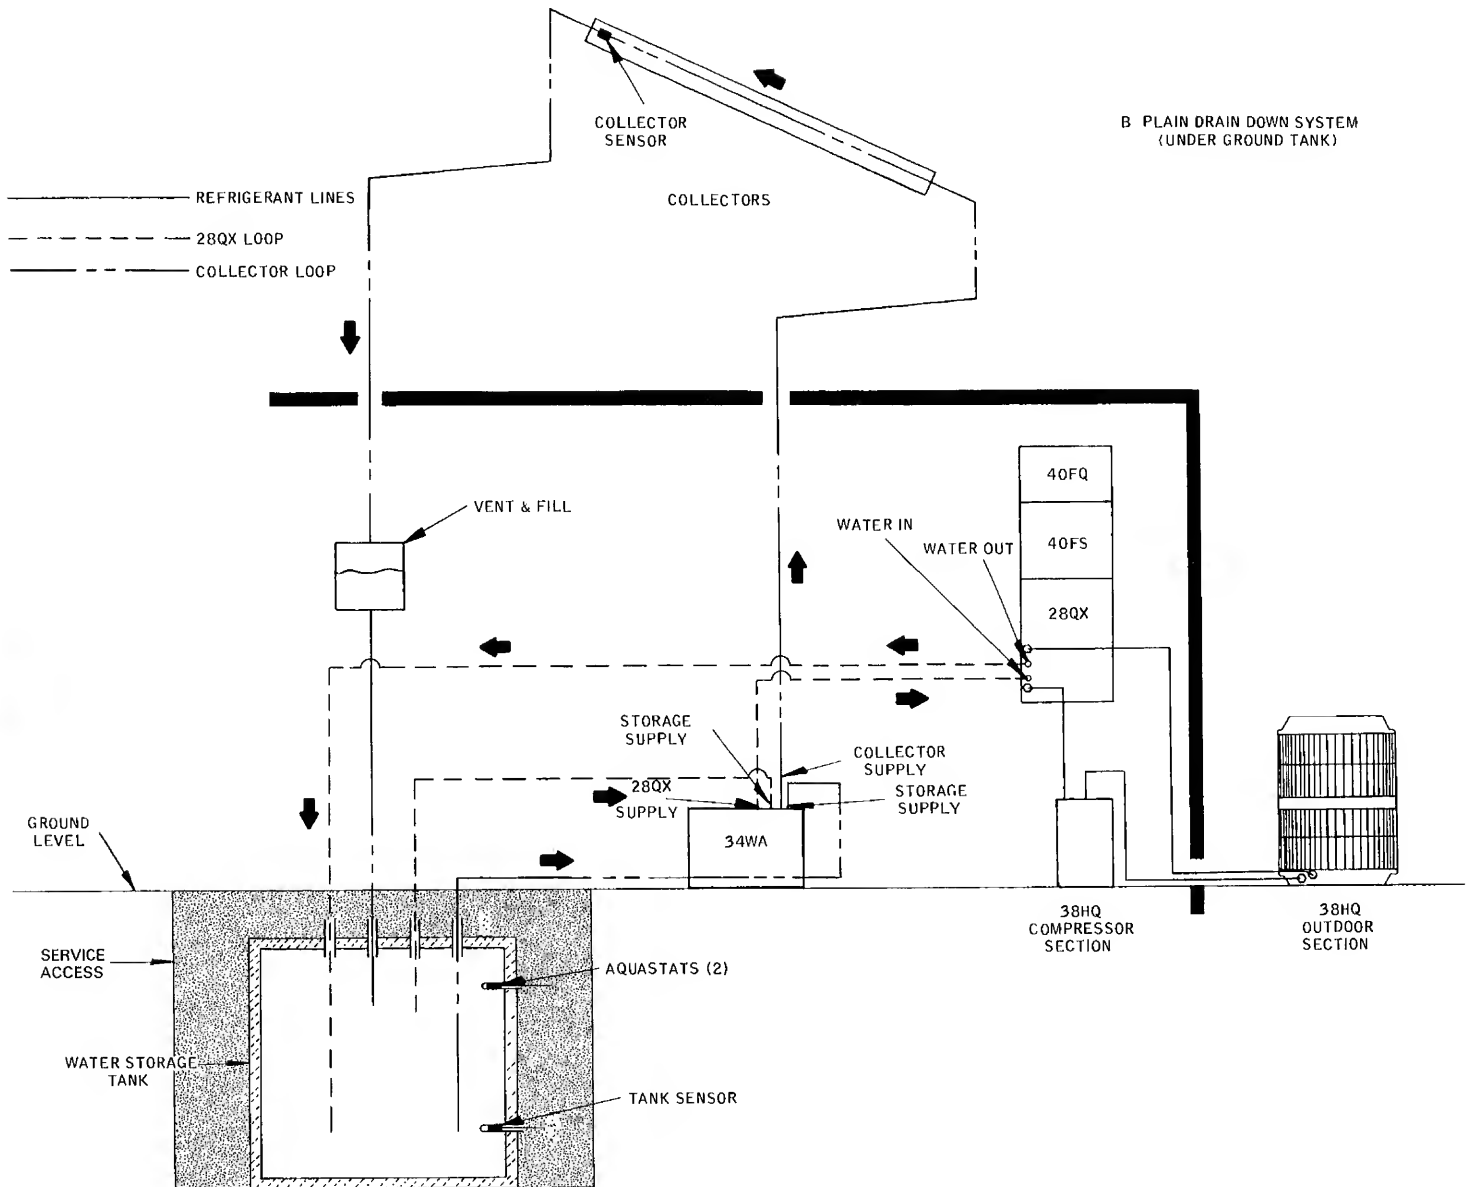 COLLECTOR
SENSOR
B PLAIN DRAIN DOWN SYSTEM
(UNDER GROUND TANK)
REFRIGERANT LINES
COLLECTORS
28QX LOOP
COLLECTOR LOOP
VENT & FILL
40FQ
WATER IN
40FS
WATER OUT
28QX
STORAGE
SUPPLY
COLLECTOR
SUPPLY
28QX
SUPPLY
STORAGE
SUPPLY
GROUND
LEVEL
34WA
38HQ
COMPRESSOR
SECTION
38HQ
OUTDOOR
SECTION
SERVICE
ACCESS
AQUASTATS (2)
WATER STORAGE
TANK
TANK SENSOR